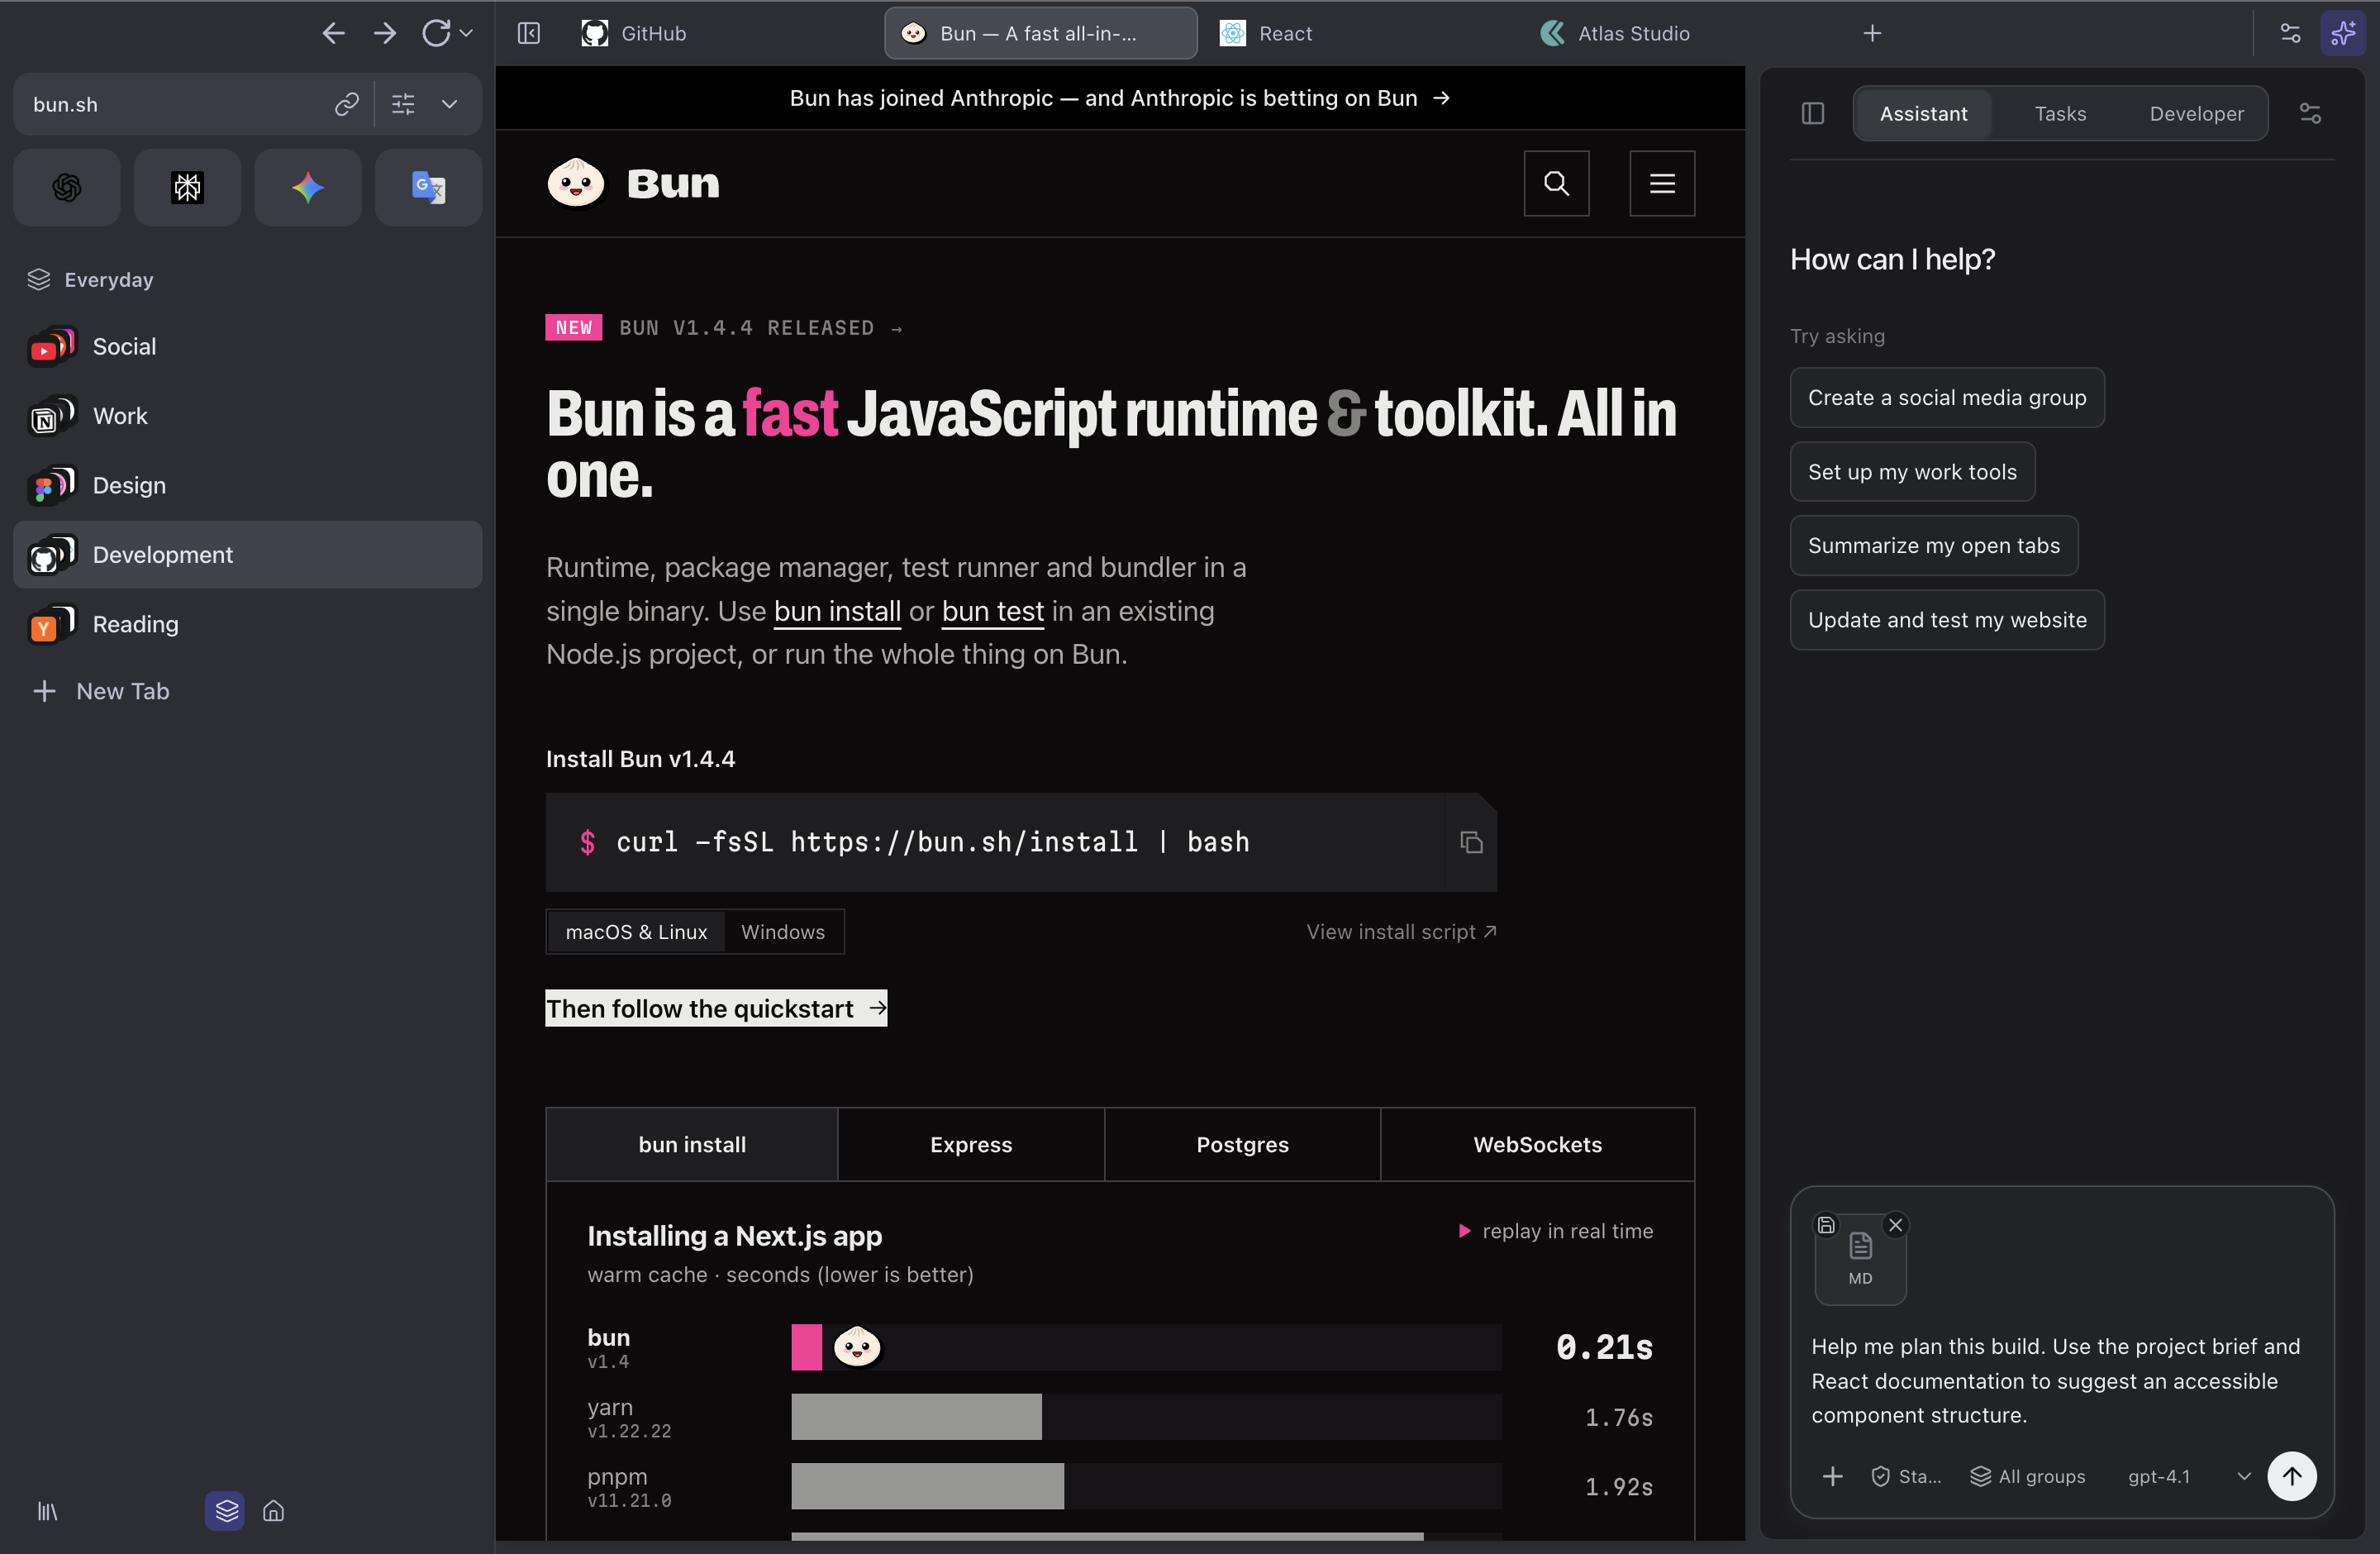 GitHub
Bun — A fast all-in-...
React
Atlas Studio
bun.sh
Everyday
Social
Work
Design
Development
Reading
New Tab
Bun has joined Anthropic — and Anthropic is betting on Bun →
Bun
NEW BUN V1.4.4 RELEASED →
Bun is a fast JavaScript runtime & toolkit. All in
one.
Runtime, package manager, test runner and bundler in a
single binary. Use bun install or bun test in an existing
Node.js project, or run the whole thing on Bun.
Install Bun v1.4.4
$ curl -fsSL https://bun.sh/install | bash
macOS & Linux
Windows
View install script ↗
Then follow the quickstart →
bun install
Express
Postgres
WebSockets
Installing a Next.js app
replay in real time
warm cache · seconds (lower is better)
bun
v1.4
0.21s
yarn
v1.22.22
1.76s
pnpm
v11.21.0
1.92s
Assistant
Tasks
Developer
How can I help?
Try asking
Create a social media group
Set up my work tools
Summarize my open tabs
Update and test my website
MD
Help me plan this build. Use the project brief and
React documentation to suggest an accessible
component structure.
Sta...
All groups
gpt-4.1